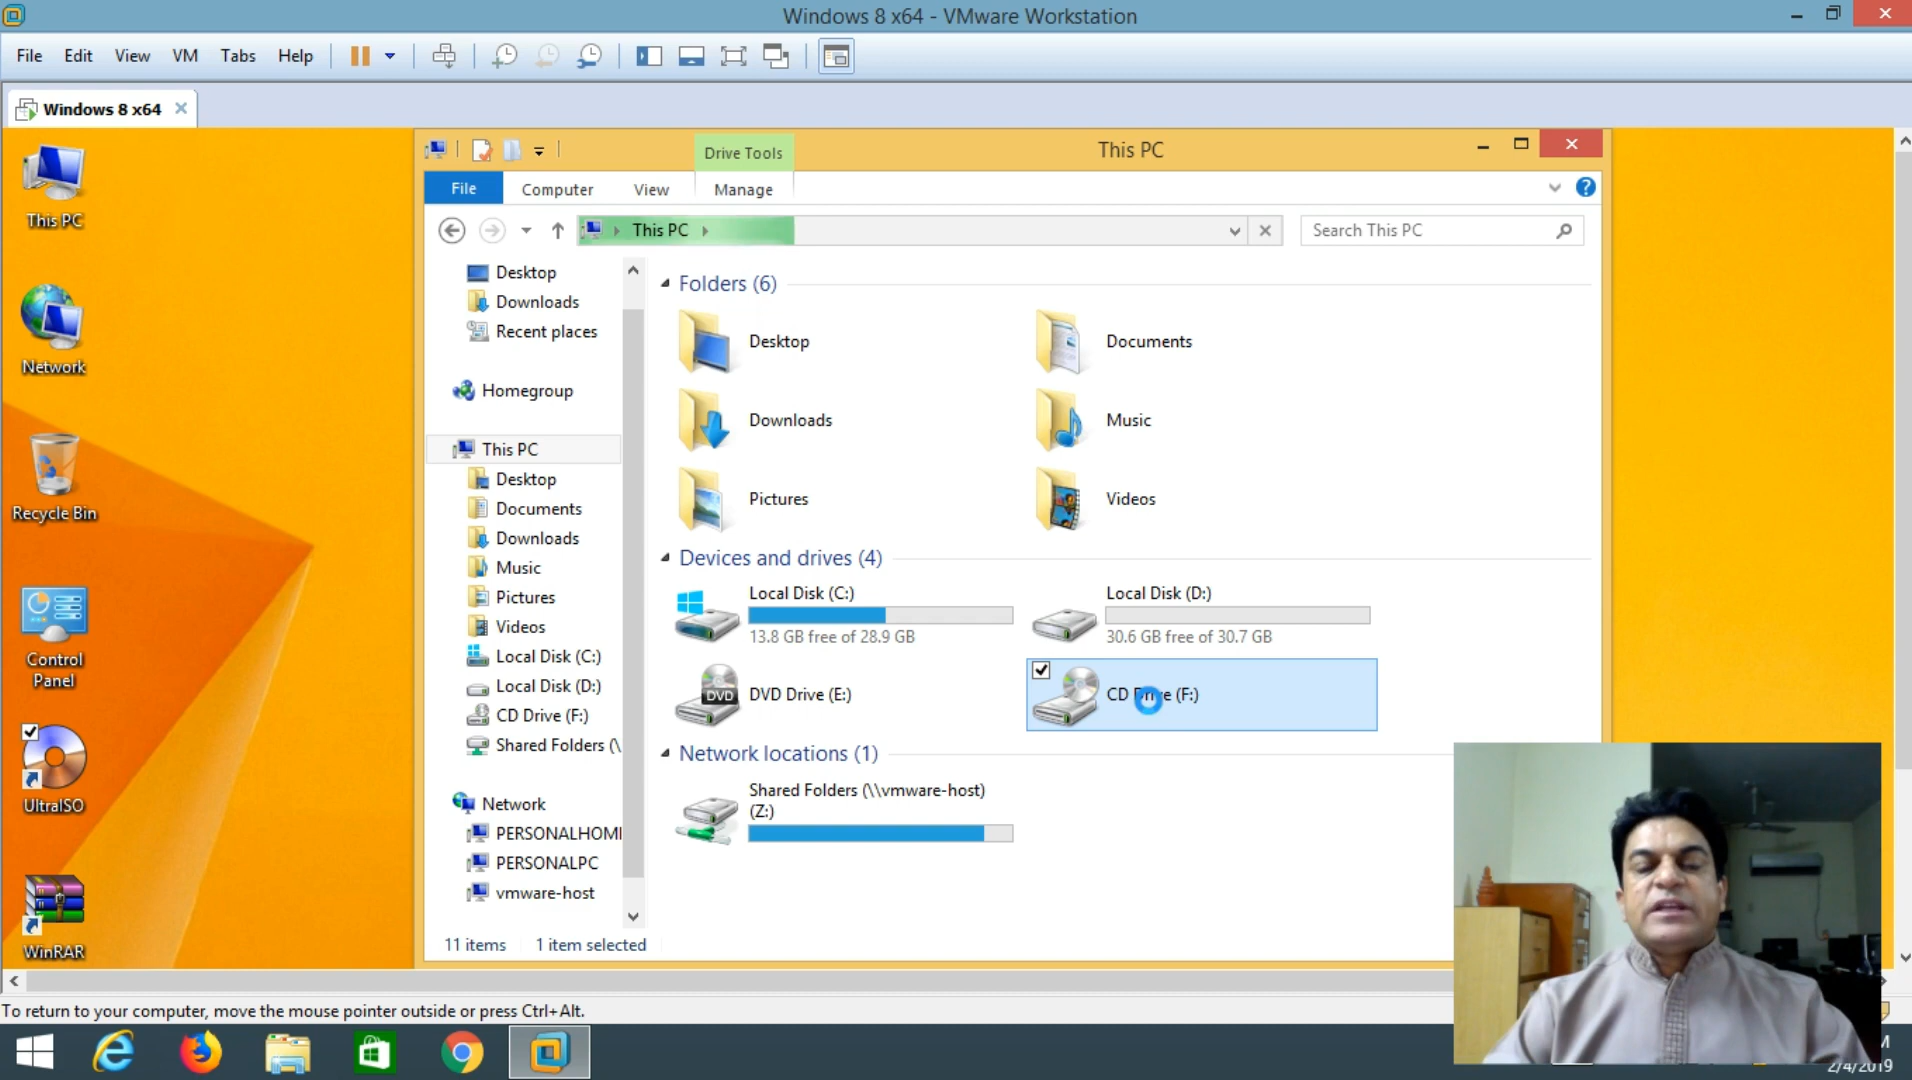 Windows 8 x64 - VMware Workstation
File Edit View VM Tabs Help
Windows 8 x64
This PC
Network
Recycle Bin
Control
Panel
UltraISO
WinRAR
Drive Tools
This PC
File Computer View Manage
This PC
Search This PC
Desktop
Downloads
Recent places
Homegroup
This PC
Desktop
Documents
Downloads
Music
Pictures
Videos
Local Disk (C:)
Local Disk (D:)
CD Drive (F:)
Shared Folders (\
Network
PERSONALHOM
PERSONALPC
vmware-host
Folders (6)
Desktop
Documents
Downloads
Music
Pictures
Videos
Devices and drives (4)
Local Disk (C:)
13.8 GB free of 28.9 GB
Local Disk (D:)
30.6 GB free of 30.7 GB
DVD
DVD Drive (E:)
CD Drive (F:)
Network locations (1)
Shared Folders (\\vmware-host)
(Z:)
11 items 1 item selected
To return to your computer, move the mouse pointer outside or press Ctrl+Alt.
M
2/4/2019